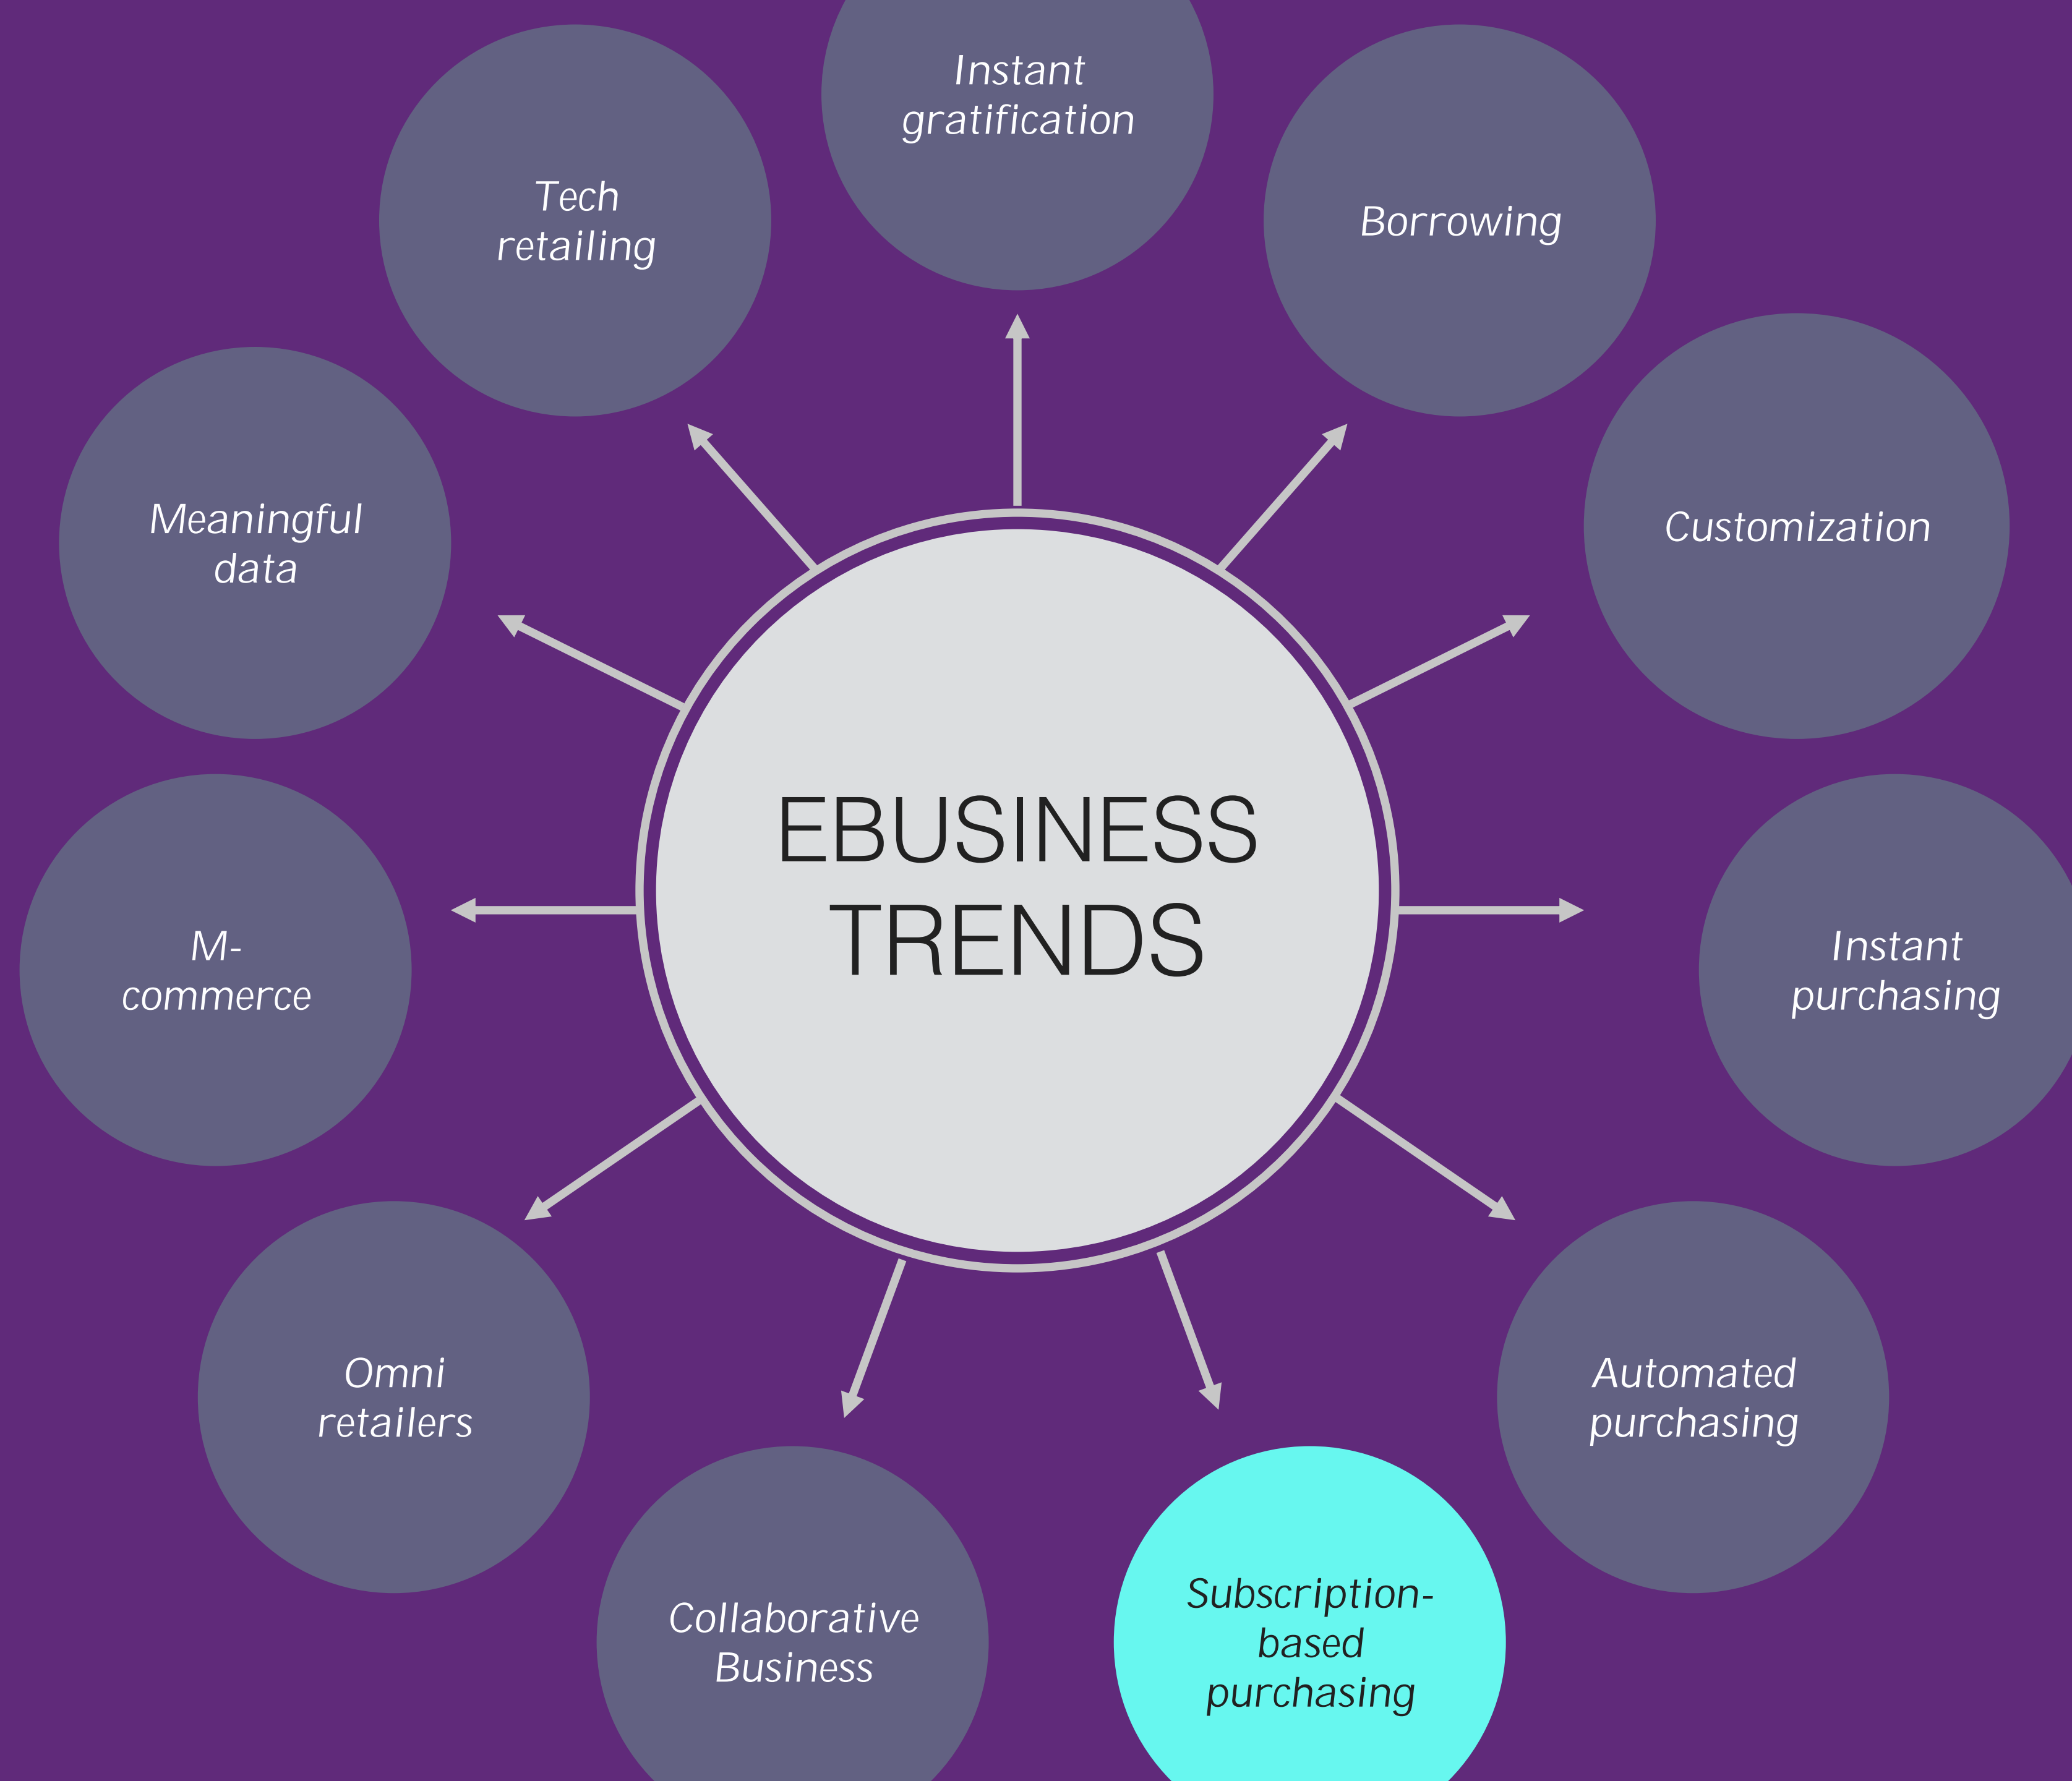 Instant
gratification
Tech
retailing
Borrowing
Meaningful
data
Customization
EBUSINESS
TRENDS
M-
commerce
Instant
purchasing
Omni
retailers
Automated
purchasing
Collaborative
Business
Subscription-
based
purchasing